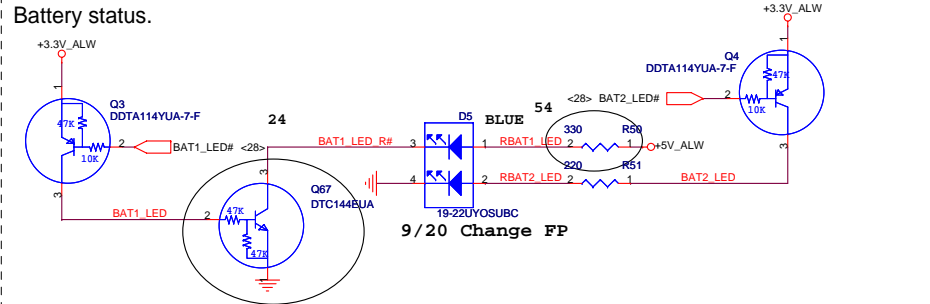 Battery status.
+3.3V_ALW
+3.3V_ALW
1
1
Q3
DDTA114YUA-7-F
Q4
DDTA114YUA-7-F
47K
10K
2
BAT1_LED# <28>
3
24
BAT1_LED_R#
3
D5
BLUE
1
RBAT1_LED
54
330
2
R50
1
+5V_ALW
<28> BAT2_LED#
2
47K
10K
3
4
2
RBAT2_LED
220
2
R51
1
BAT2_LED
19-22UYOSUBC
9/20 Change FP
BAT1_LED
2
3
Q67
DTC144EUA
47K
47K
1